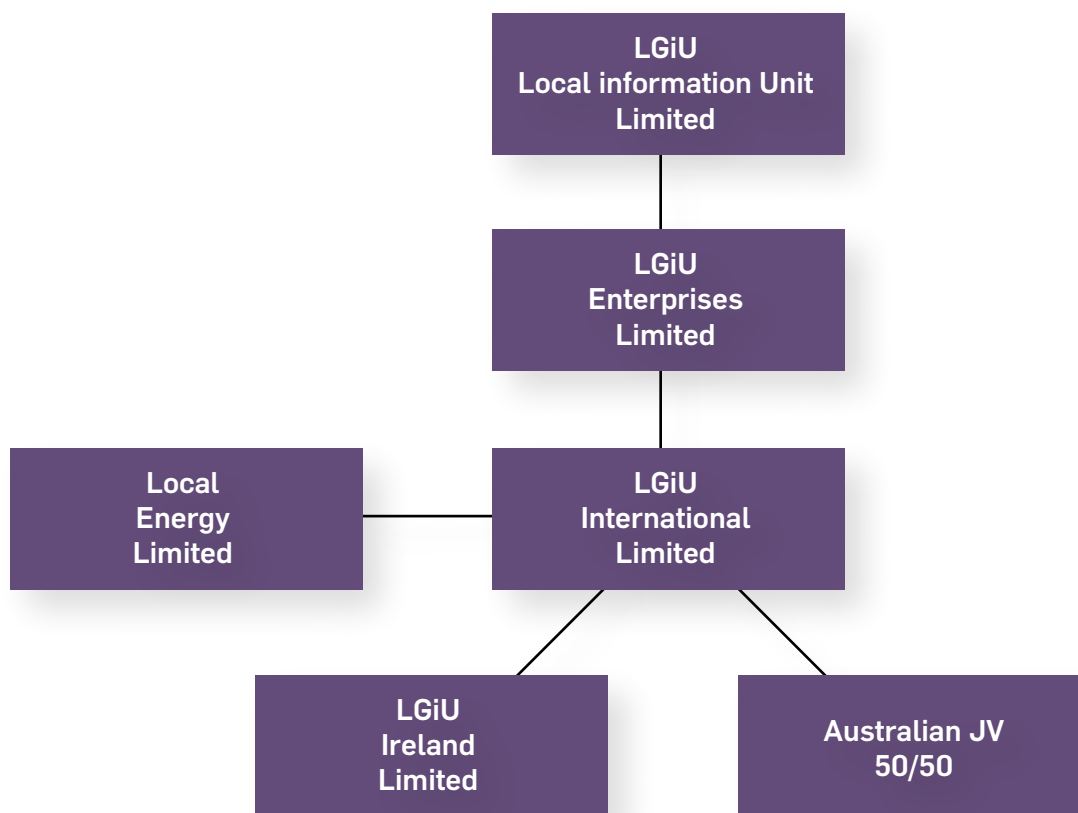 LGiU
Local information Unit
Limited
LGiU
Enterprises
Limited
Local
Energy
Limited
LGiU
International
Limited
LGiU
Ireland
Limited
Australian JV
50/50